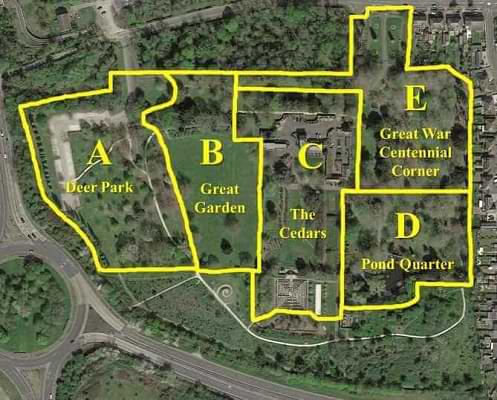 A
Deer Park
B
Great
Garden
C
The
Cedars
E
Great War
Centennial
Corner
D
Pond Quarter